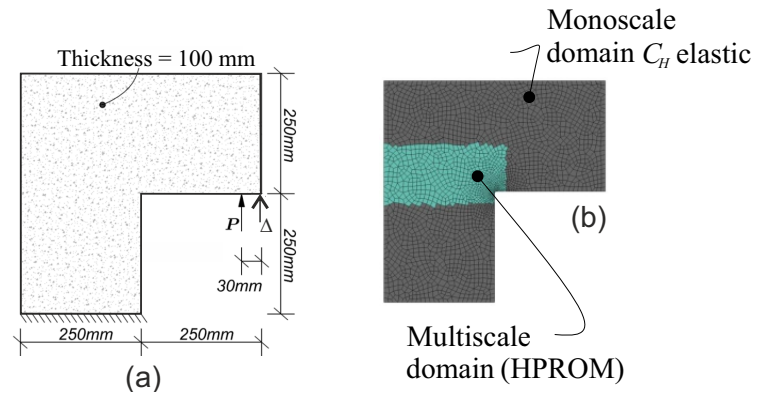 Thickness = 100 mm
250mm
P
Δ
250mm
30mm
250mm
250mm
(a)
Monoscale
domain C_H elastic
(b)
Multiscale
domain (HPROM)